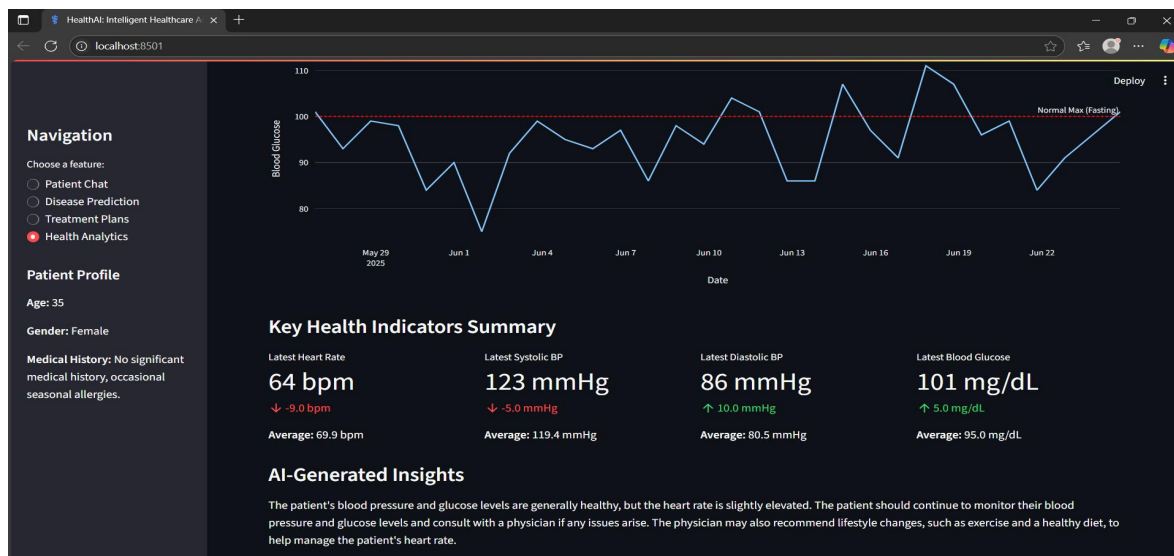 HealthAI: Intelligent Healthcare A
localhost:8501
Deploy
Navigation
Choose a feature:
Patient Chat
Disease Prediction
Treatment Plans
Health Analytics
Patient Profile
Age: 35
Gender: Female
Medical History: No significant
medical history, occasional
seasonal allergies.
110
100
90
80
Blood Glucose
Normal Max (Fasting)
May 29
2025
Jun 1
Jun 4
Jun 7
Jun 10
Jun 13
Jun 16
Jun 19
Jun 22
Date
Key Health Indicators Summary
Latest Heart Rate
64 bpm
↓ -9.0 bpm
Average: 69.9 bpm
Latest Systolic BP
123 mmHg
↓ -5.0 mmHg
Average: 119.4 mmHg
Latest Diastolic BP
86 mmHg
↑ 10.0 mmHg
Average: 80.5 mmHg
Latest Blood Glucose
101 mg/dL
↑ 5.0 mg/dL
Average: 95.0 mg/dL
AI-Generated Insights
The patient's blood pressure and glucose levels are generally healthy, but the heart rate is slightly elevated. The patient should continue to monitor their blood
pressure and glucose levels and consult with a physician if any issues arise. The physician may also recommend lifestyle changes, such as exercise and a healthy diet, to
help manage the patient's heart rate.